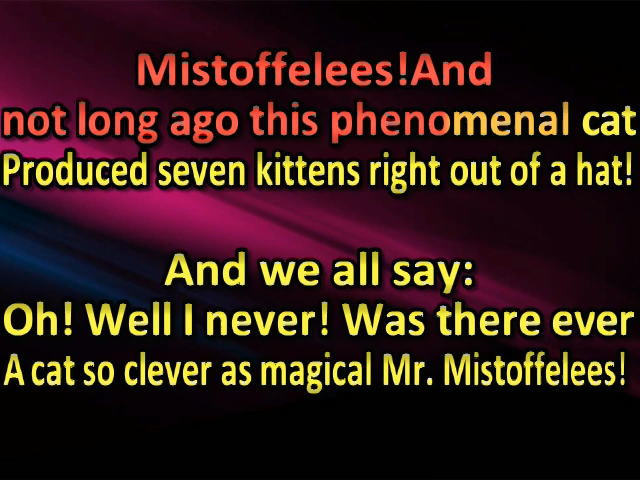 Mistoffelees!And
not long ago this phenomenal cat
Produced seven kittens right out of a hat!
And we all say:
Oh! Well I never! Was there ever
A cat so clever as magical Mr. Mistoffelees!